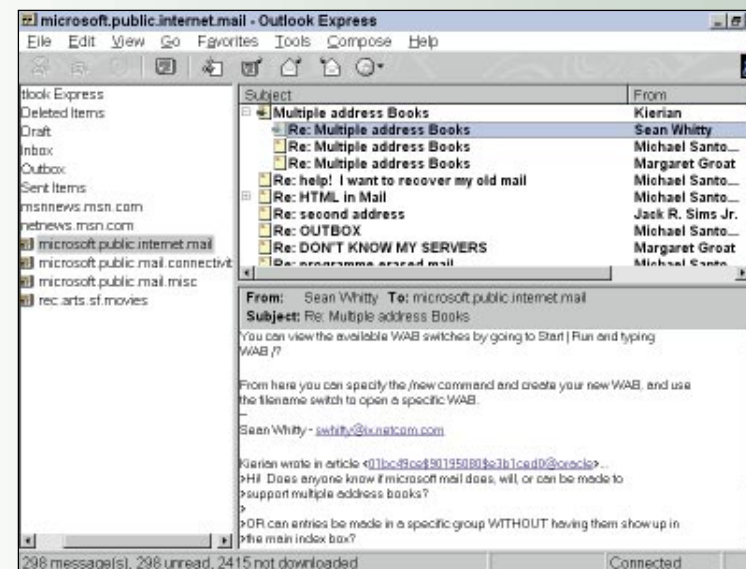 microsoft.public.internet.mail - Outlook Express
File Edit View Go Favorites Tools Compose Help
tlook Express
Deleted Items
Draft
Inbox
Outbox
Sent Items
msnnews.msn.com
netnews.msn.com
microsoft.public.internet.mail
microsoft.public.mail.connectivit
microsoft.public.mail.misc
rec.arts.sf.movies
Subject From
Multiple address Books Kierian
Re: Multiple address Books Sean Whitty
Re: Multiple address Books Michael Santo...
Re: Multiple address Books Margaret Groat
Re: help! I want to recover my old mail Michael Santo...
Re: HTML in Mail Michael Santo...
Re: second address Jack R. Sims Jr.
Re: OUTBOX Michael Santo...
Re: DON'T KNOW MY SERVERS Margaret Groat
Re: programme erased mail Michael Santo...
From: Sean Whitty To: microsoft.public.internet.mail
Subject: Re: Multiple address Books
You can view the available WAB switches by going to Start | Run and typing
WAB /?
From here you can specify the /new command and create your new WAB, and use
the filename switch to open a specific WAB.
--
Sean Whitty - swhitty@ix.netcom.com
Kierian wrote in article <01bc49ce$90195080$e3b1ced0@oracle>...
>Hi! Does anyone know if microsoft mail does, will, or can be made to
>support multiple address books?
>
>OR can entries be made in a specific group WITHOUT having them show up in
>the main index box?
298 message(s), 298 unread, 2415 not downloaded Connected